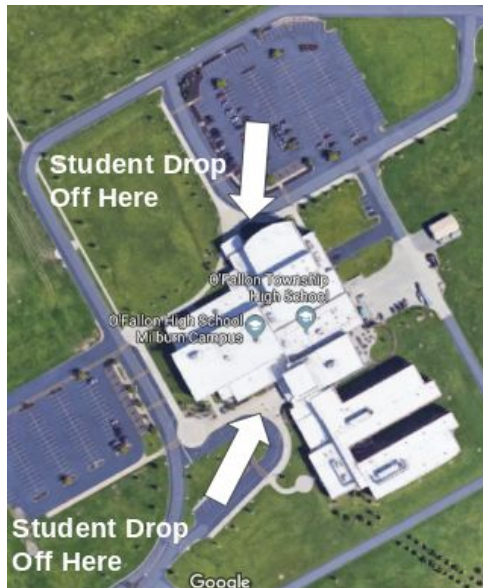 Student Drop
Off Here
O'Fallon Township
High School
O'Fallon High School
Milburn Campus
Student Drop
Off Here
Google